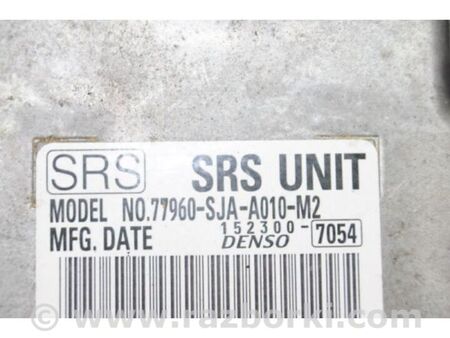 SRS SRS UNIT
MODEL NO.77960-SJA-A010-M2
MFG. DATE 152300-7054
DENSO
www.razborki.com